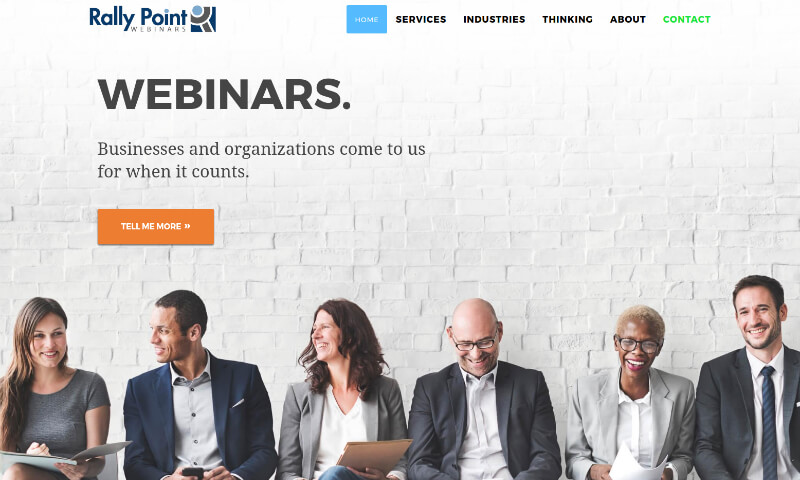 Rally Point
WEBINARS
HOME SERVICES INDUSTRIES THINKING ABOUT CONTACT
WEBINARS.
Businesses and organizations come to us
for when it counts.
TELL ME MORE »